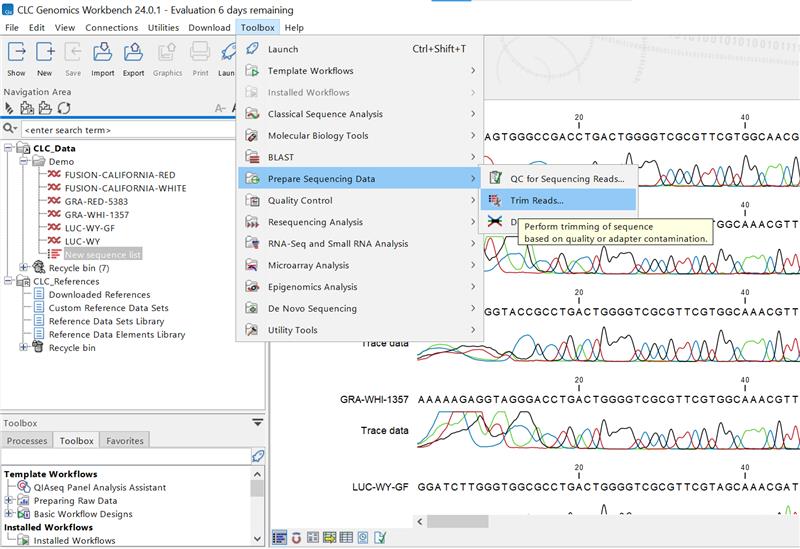 CLC Genomics Workbench 24.0.1 - Evaluation 6 days remaining
File Edit View Connections Utilities Download Toolbox Help
Show New Save Import Export Graphics Print Laun
Navigation Area
<enter search term>
CLC_Data
Demo
FUSION-CALIFORNIA-RED
FUSION-CALIFORNIA-WHITE
GRA-RED-5383
GRA-WHI-1357
LUC-WY-GF
LUC-WY
New sequence list
Recycle bin (7)
CLC_References
Downloaded References
Custom Reference Data Sets
Reference Data Sets Library
Reference Data Elements Library
Recycle bin
Toolbox
Processes Toolbox Favorites
Template Workflows
QIAseq Panel Analysis Assistant
Preparing Raw Data
Basic Workflow Designs
Installed Workflows
Installed Workflows
Launch Ctrl+Shift+T
Template Workflows
Installed Workflows
Classical Sequence Analysis
Molecular Biology Tools
BLAST
Prepare Sequencing Data
Quality Control
Resequencing Analysis
RNA-Seq and Small RNA Analysis
Microarray Analysis
Epigenomics Analysis
De Novo Sequencing
Utility Tools
QC for Sequencing Reads...
Trim Reads...
D
Perform trimming of sequence
based on quality or adapter contamination.
20 40
AGTGGGCCGACCTGACTGGGGTCGCGTTCGTGGCAACG
20 40
GGCAAACGTT
20 40
GGTACCGCCTGACTGGGGTCGCGTTCGTGGCAAACGTT
Trace data
20 40
GRA-WHI-1357 AAAAAGAGGTAGGGACCTGACTGGGGTCGCGTTCGTGGCAAACGTT
Trace data
20 40
LUC-WY-GF GGATCTTGGGTGGCGCCTGACTGGGGTCGCGTTCGTAGCAAACGAT